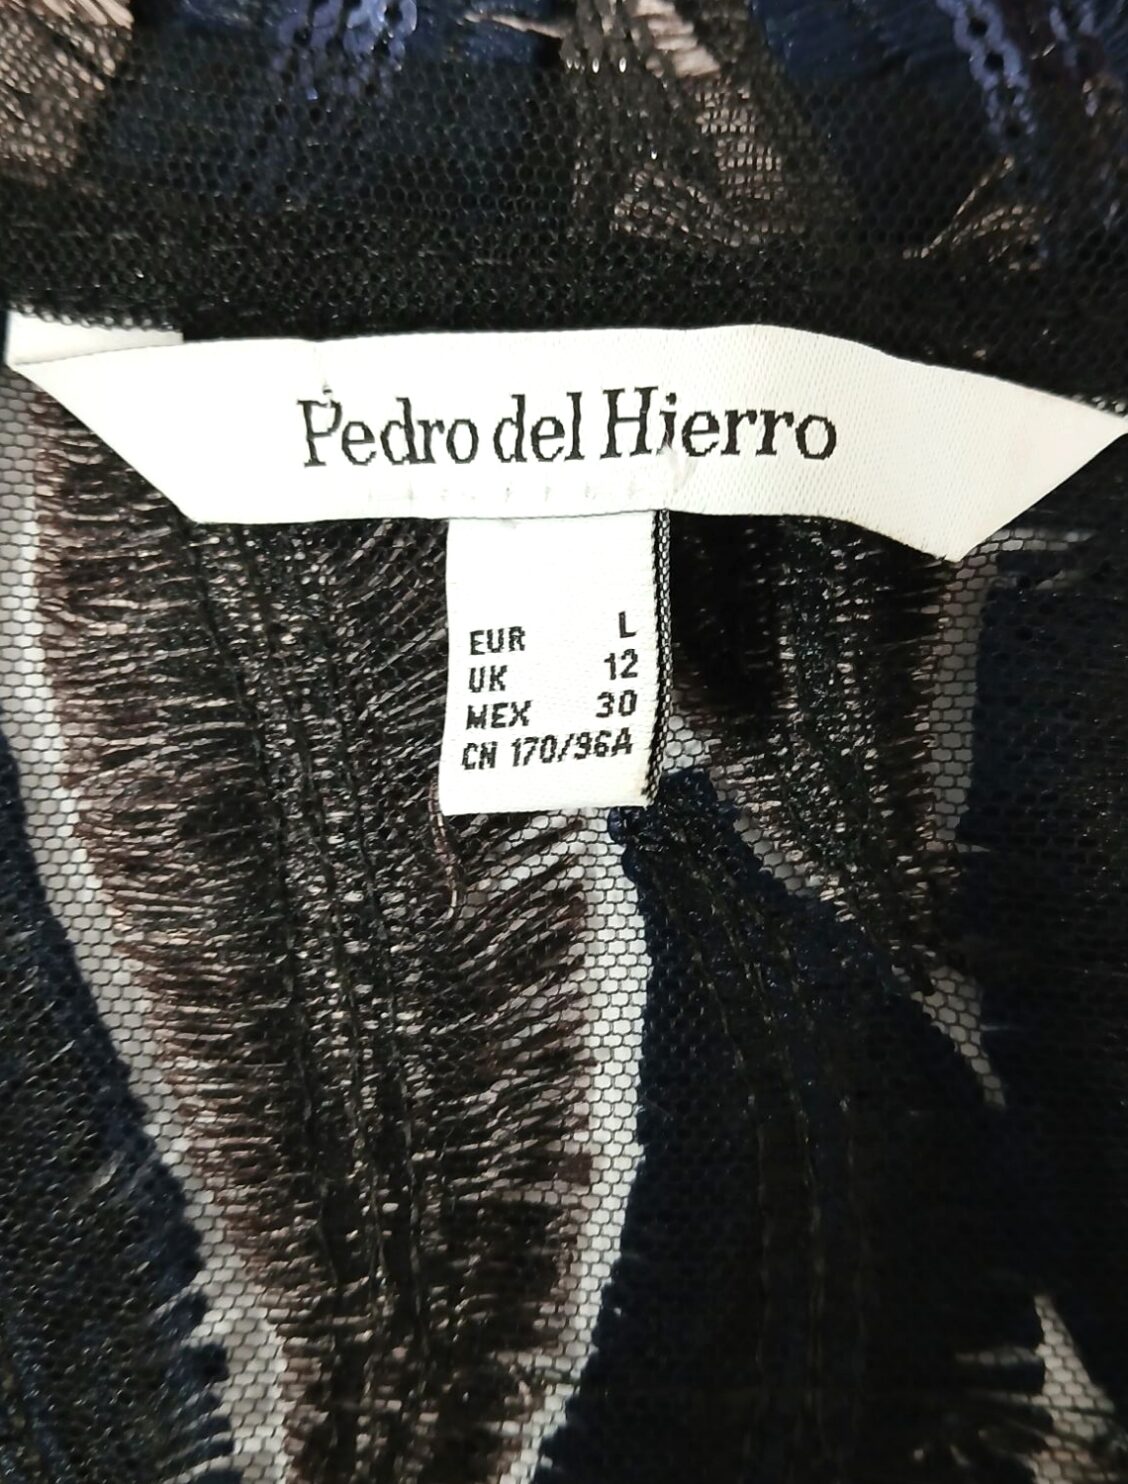 Pedro del Hierro
EUR L
UK 12
MEX 30
CN 170/96A